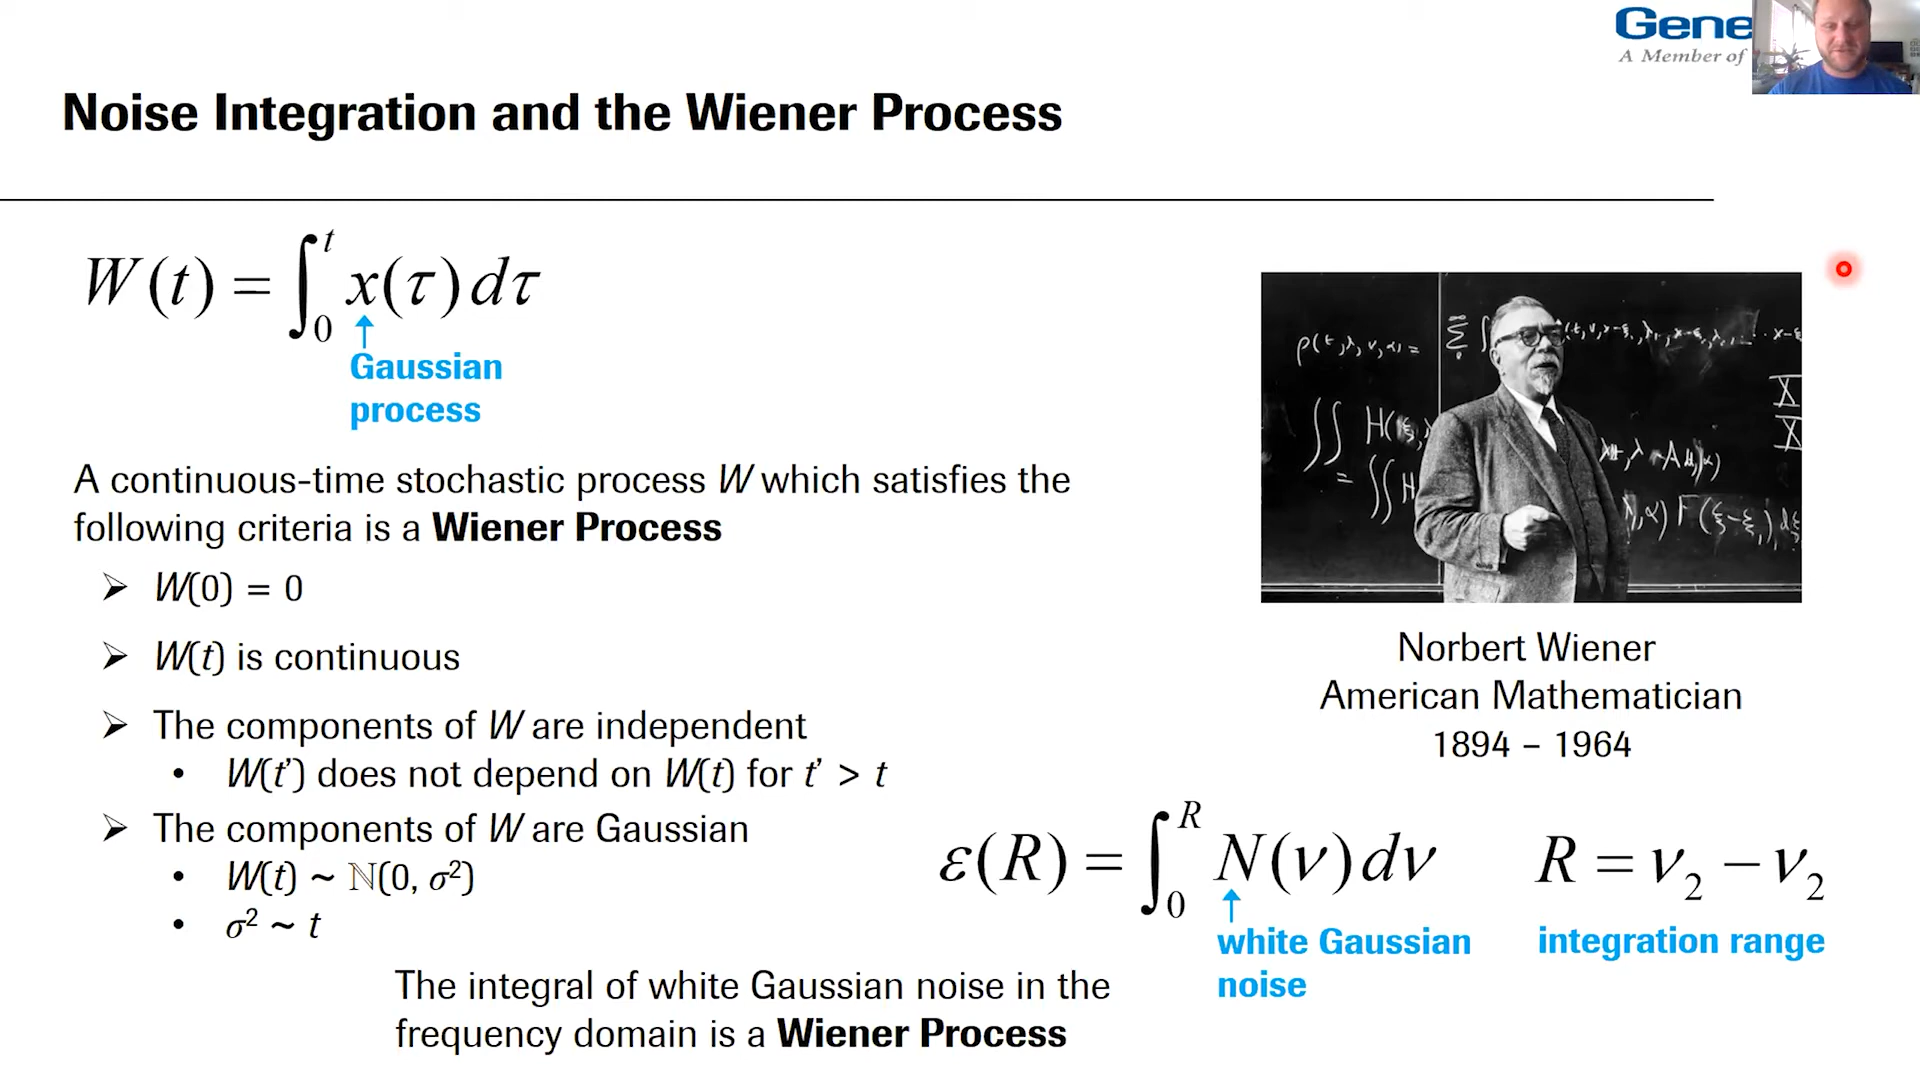 Gene
A Member of
Noise Integration and the Wiener Process
W(t) = ∫₀ᵗ x(τ) dτ
Gaussian
process
A continuous-time stochastic process W which satisfies the
following criteria is a Wiener Process
➢ W(0) = 0
➢ W(t) is continuous
➢ The components of W are independent
• W(t’) does not depend on W(t) for t’ > t
➢ The components of W are Gaussian
• W(t) ~ ℕ(0, σ²)
• σ² ~ t
Norbert Wiener
American Mathematician
1894 – 1964
ε(R) = ∫₀ᴿ N(ν) dν
white Gaussian
noise
R = ν₂ − ν₂
integration range
The integral of white Gaussian noise in the
frequency domain is a Wiener Process